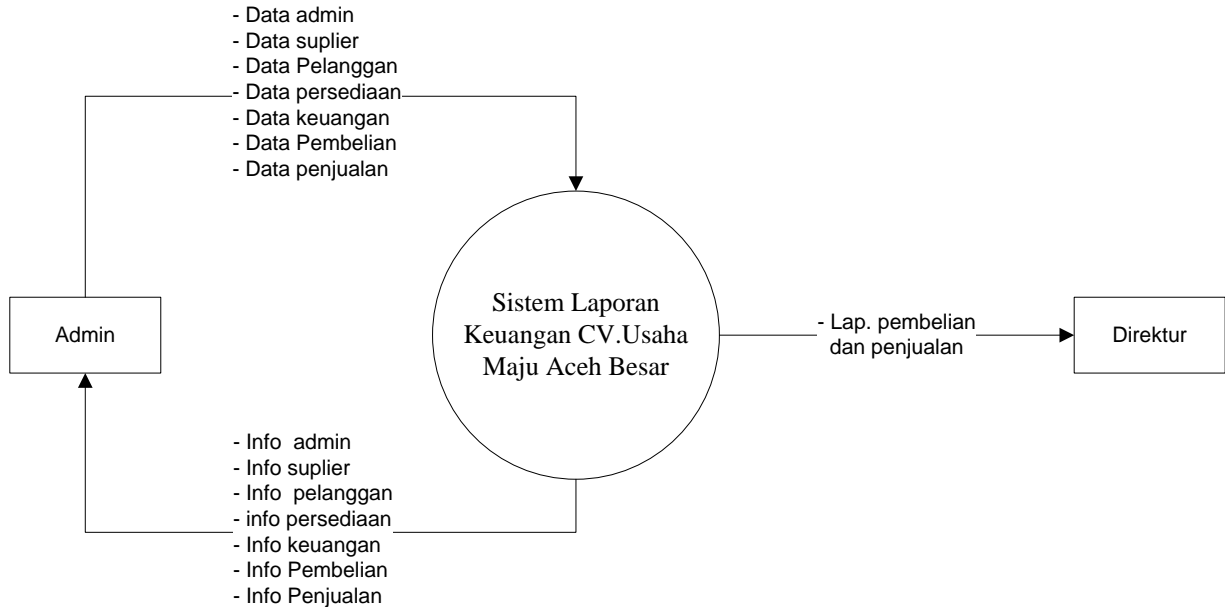 - Data admin
- Data suplier
- Data Pelanggan
- Data persediaan
- Data keuangan
- Data Pembelian
- Data penjualan
Admin
Sistem Laporan
Keuangan CV.Usaha
Maju Aceh Besar
- Lap. pembelian
dan penjualan
Direktur
- Info  admin
- Info suplier
- Info  pelanggan
- info persediaan
- Info keuangan
- Info Pembelian
- Info Penjualan